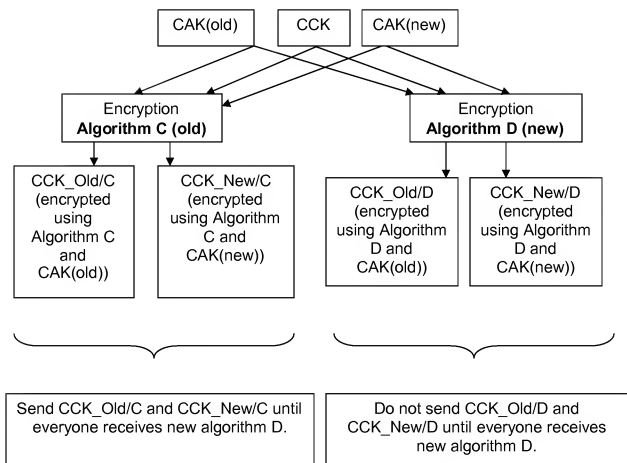 CAK(old)
CCK
CAK(new)
Encryption
Algorithm C (old)
Encryption
Algorithm D (new)
CCK_Old/C
(encrypted
using
Algorithm C
and
CAK(old))
CCK_New/C
(encrypted
using Algorithm
C and
CAK(new))
CCK_Old/D
(encrypted
using Algorithm
D and
CAK(old))
CCK_New/D
(encrypted
using Algorithm
D and
CAK(new))
Send CCK_Old/C and CCK_New/C until
everyone receives new algorithm D.
Do not send CCK_Old/D and
CCK_New/D until everyone receives
new algorithm D.